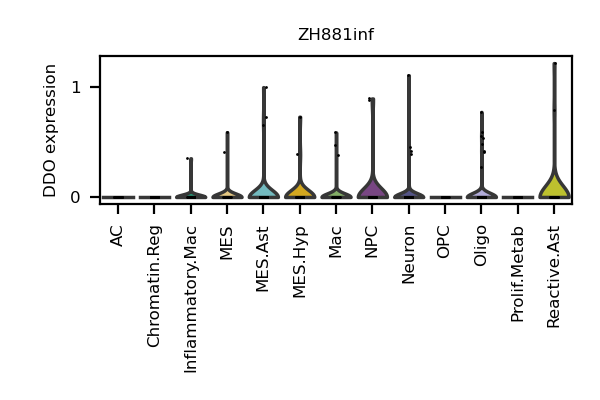 ZH881inf
DDO expression
1
0
AC
Chromatin.Reg
Inflammatory.Mac
MES
MES.Ast
MES.Hyp
Mac
NPC
Neuron
OPC
Oligo
Prolif.Metab
Reactive.Ast